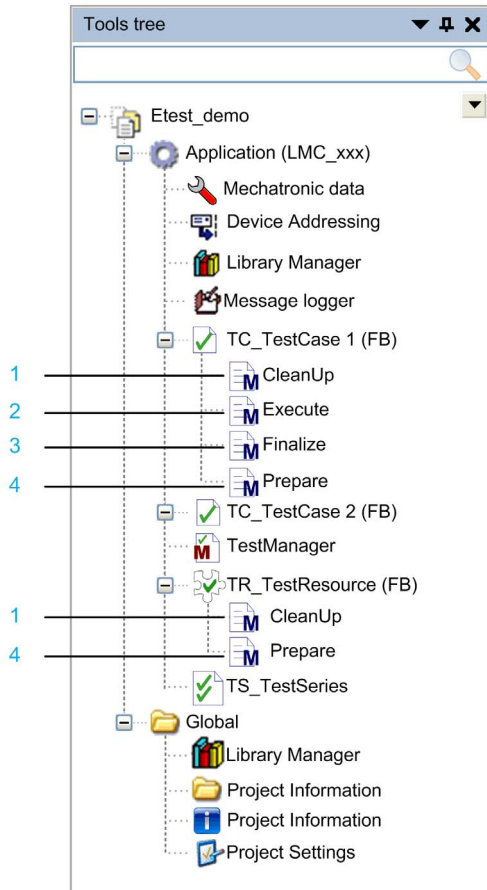 Tools tree
Etest_demo
Application (LMC_xxx)
Mechatronic data
Device Addressing
Library Manager
Message logger
TC_TestCase 1 (FB)
1 CleanUp
2 Execute
3 Finalize
4 Prepare
TC_TestCase 2 (FB)
TestManager
TR_TestResource (FB)
1 CleanUp
4 Prepare
TS_TestSeries
Global
Library Manager
Project Information
Project Information
Project Settings